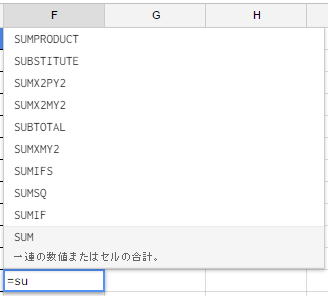 F G H
SUMPRODUCT
SUBSTITUTE
SUMX2PY2
SUMX2MY2
SUBTOTAL
SUMXMY2
SUMIFS
SUMSQ
SUMIF
SUM
一連の数値またはセルの合計。
=su